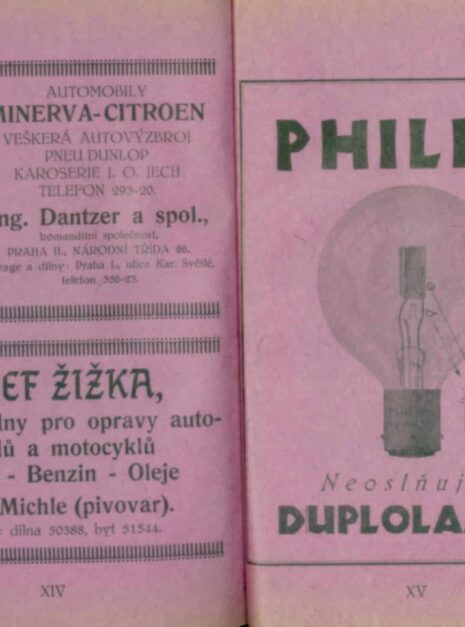 AUTOMOBILY
MINERVA-CITROEN
VEŠKERÁ AUTOVÝZBROJ
PNEU DUNLOP
KAROSERIE J. O. JECH
TELEFON 293-20.
ng. Dantzer a spol.,
komanditní společnost,
PRAHA II., NÁRODNÍ TŘÍDA 26.
rage a dílny: Praha I., ulice Kar. Světlé,
telefon 356-23.
EF ŽIŽKA,
lny pro opravy auto-
lů a motocyklů
- Benzin - Oleje
Michle (pivovar).
: dílna 50388, byt 51544.
XIV
PHILI
Neoslňuj
DUPLOLA
XV